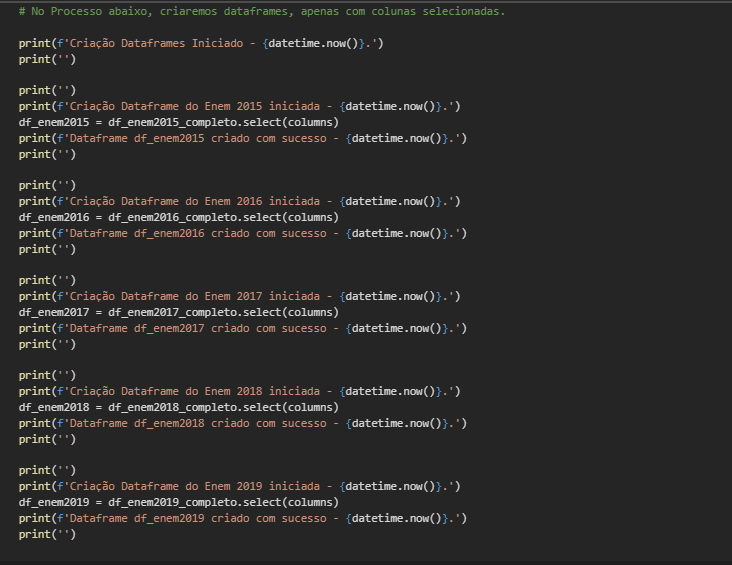 # No Processo abaixo, criaremos dataframes, apenas com colunas selecionadas.
print(f'Criação Dataframes Iniciado - {datetime.now()}.')
print('')
print('')
print(f'Criação Dataframe do Enem 2015 iniciada - {datetime.now()}.')
df_enem2015 = df_enem2015_completo.select(columns)
print(f'Dataframe df_enem2015 criado com sucesso - {datetime.now()}.')
print('')
print('')
print(f'Criação Dataframe do Enem 2016 iniciada - {datetime.now()}.')
df_enem2016 = df_enem2016_completo.select(columns)
print(f'Dataframe df_enem2016 criado com sucesso - {datetime.now()}.')
print('')
print('')
print(f'Criação Dataframe do Enem 2017 iniciada - {datetime.now()}.')
df_enem2017 = df_enem2017_completo.select(columns)
print(f'Dataframe df_enem2017 criado com sucesso - {datetime.now()}.')
print('')
print('')
print(f'Criação Dataframe do Enem 2018 iniciada - {datetime.now()}.')
df_enem2018 = df_enem2018_completo.select(columns)
print(f'Dataframe df_enem2018 criado com sucesso - {datetime.now()}.')
print('')
print('')
print(f'Criação Dataframe do Enem 2019 iniciada - {datetime.now()}.')
df_enem2019 = df_enem2019_completo.select(columns)
print(f'Dataframe df_enem2019 criado com sucesso - {datetime.now()}.')
print('')